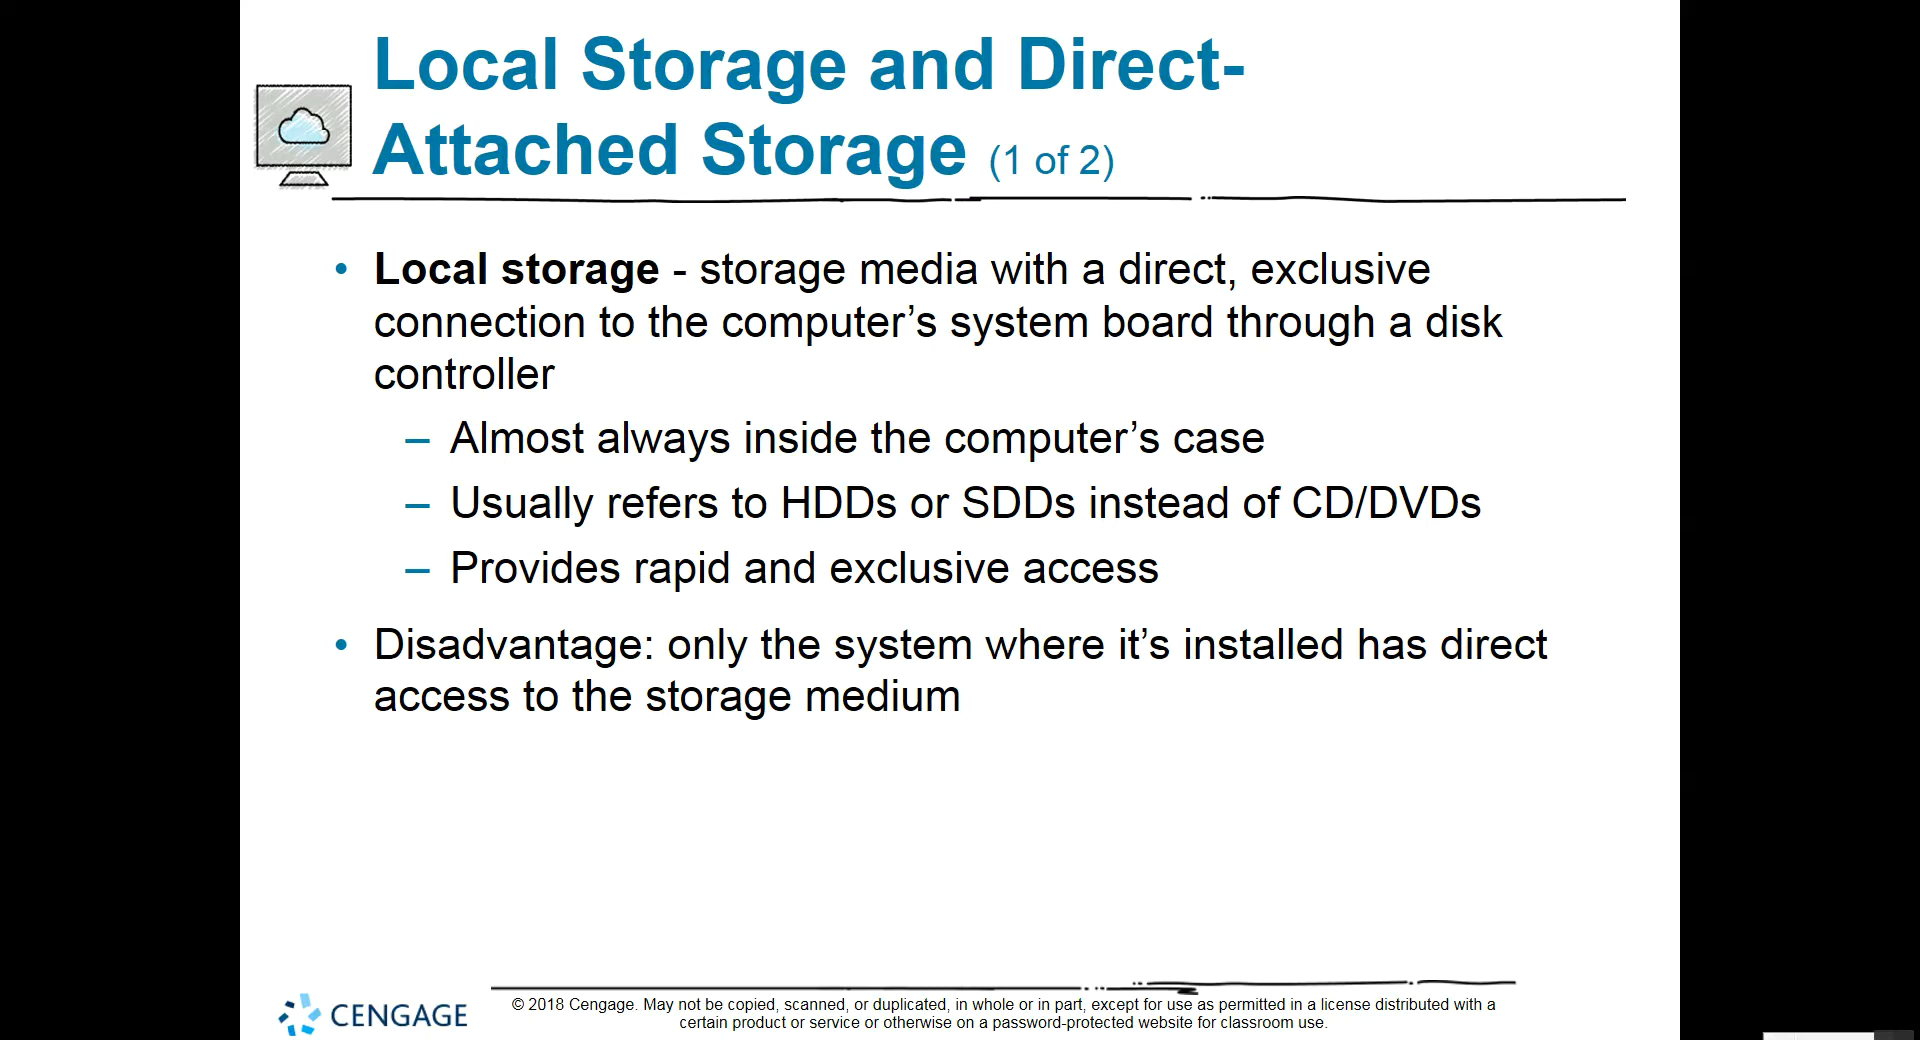 Local Storage and Direct-
Attached Storage (1 of 2)
• Local storage - storage media with a direct, exclusive
connection to the computer’s system board through a disk
controller
– Almost always inside the computer’s case
– Usually refers to HDDs or SDDs instead of CD/DVDs
– Provides rapid and exclusive access
• Disadvantage: only the system where it’s installed has direct
access to the storage medium
CENGAGE
© 2018 Cengage. May not be copied, scanned, or duplicated, in whole or in part, except for use as permitted in a license distributed with a
certain product or service or otherwise on a password-protected website for classroom use.